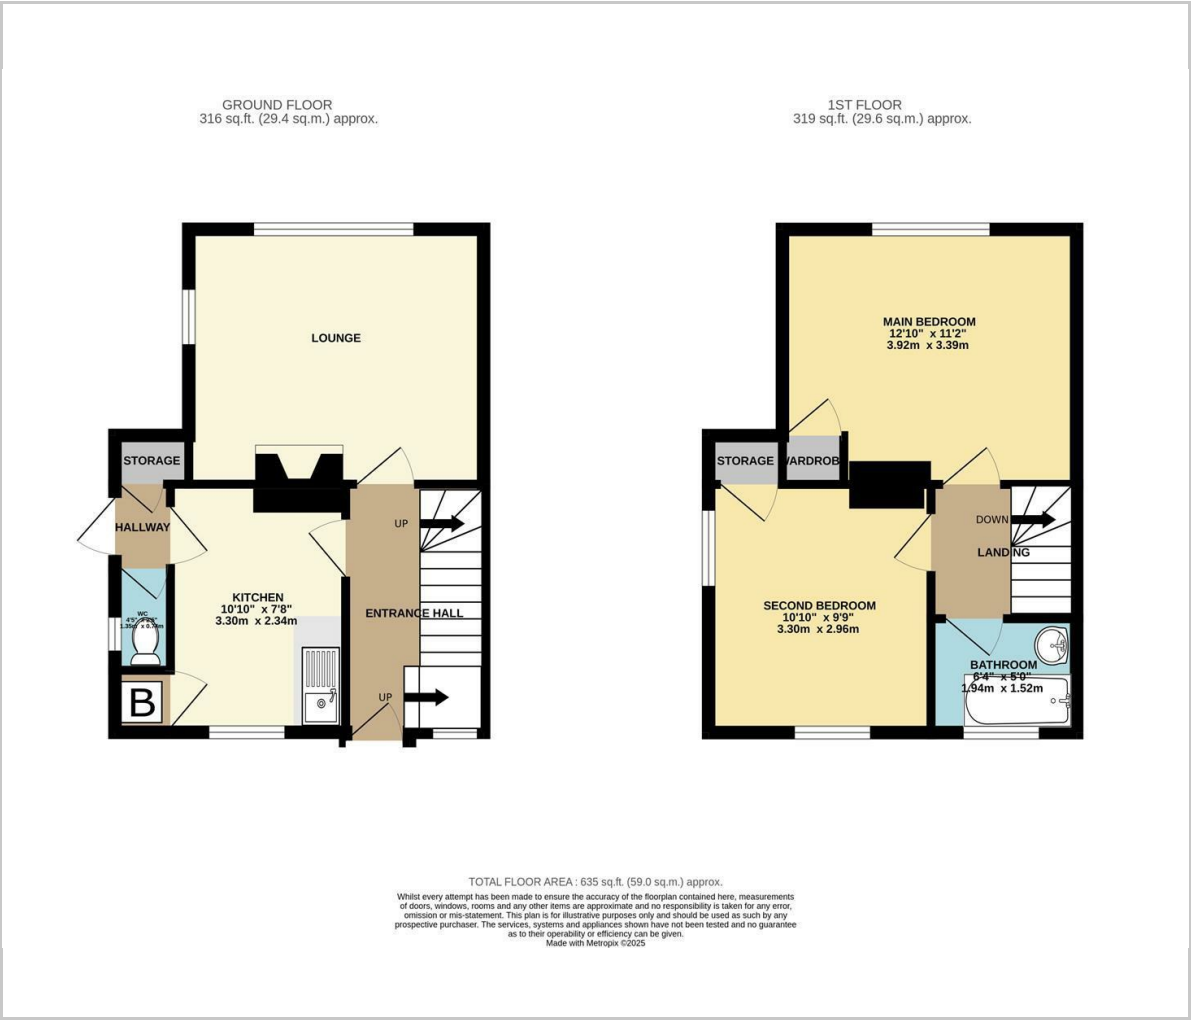 GROUND FLOOR
316 sq.ft. (29.4 sq.m.) approx.
1ST FLOOR
319 sq.ft. (29.6 sq.m.) approx.
LOUNGE
STORAGE
HALLWAY
UP
KITCHEN
10'10" x 7'8"
3.30m x 2.34m
ENTRANCE HALL
WC
UP
B
MAIN BEDROOM
12'10" x 11'2"
3.92m x 3.39m
STORAGE
WARDROBE
DOWN
LANDING
SECOND BEDROOM
10'10" x 9'9"
3.30m x 2.96m
BATHROOM
6'4" x 5'0"
1.94m x 1.52m
TOTAL FLOOR AREA : 635 sq.ft. (59.0 sq.m.) approx.
Whilst every attempt has been made to ensure the accuracy of the floorplan contained here, measurements
of doors, windows, rooms and any other items are approximate and no responsibility is taken for any error,
omission or mis-statement. This plan is for illustrative purposes only and should be used as such by any
prospective purchaser. The services, systems and appliances shown have not been tested and no guarantee
as to their operability or efficiency can be given.
Made with Metropix ©2025